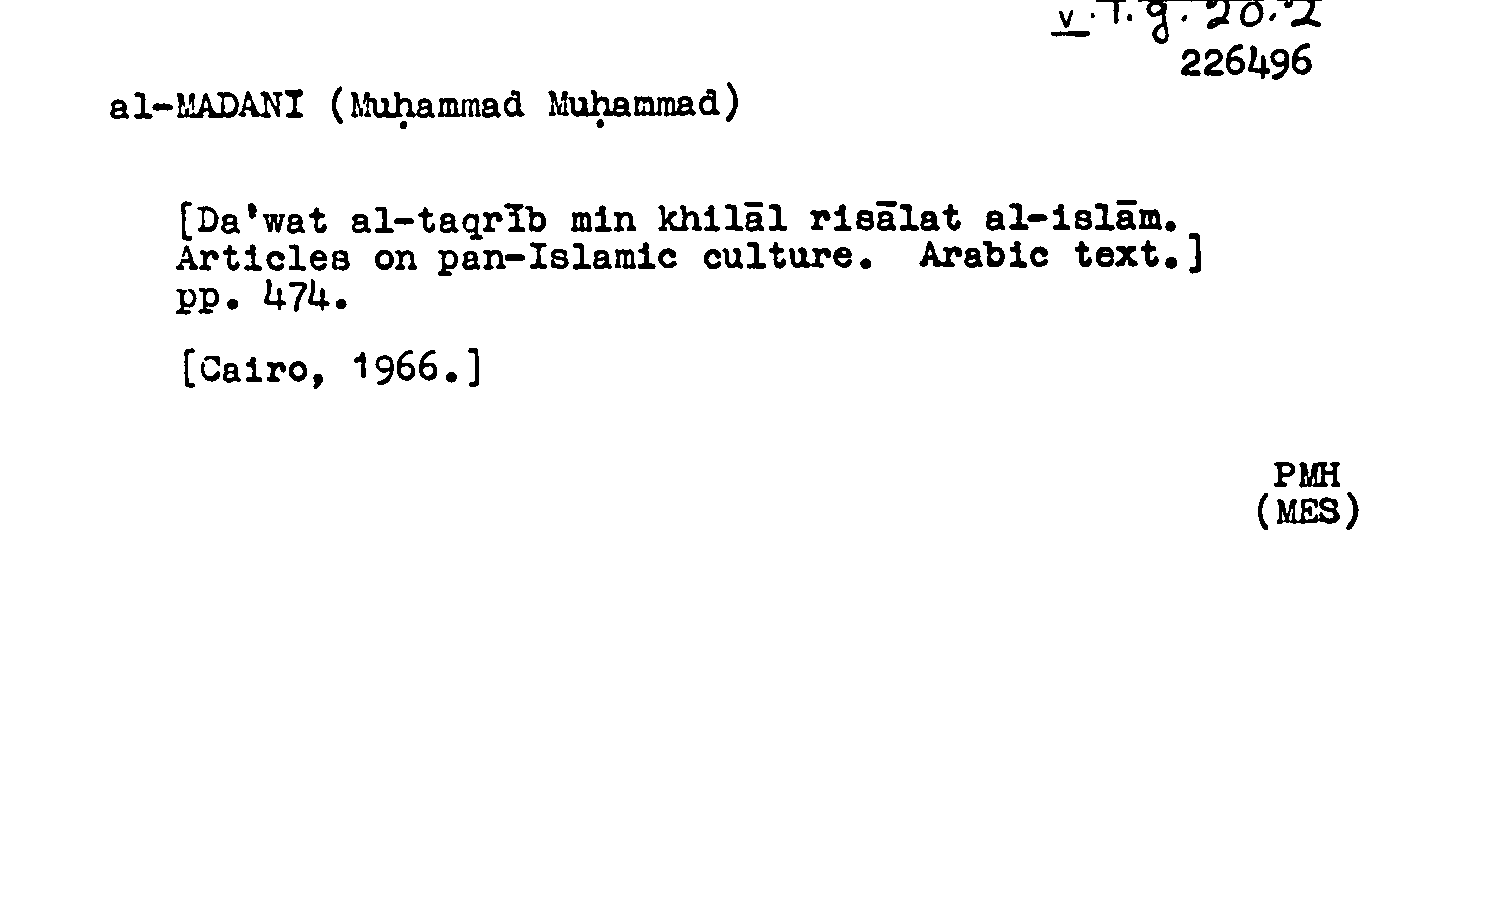 v.T.g.20.2
226496
al-MADANI (Muḥammad Muḥammad)
[Da'wat al-taqrīb min khilāl risālat al-islām.
Articles on pan-Islamic culture. Arabic text.]
pp. 474.
[Cairo, 1966.]
PMH
(MES)